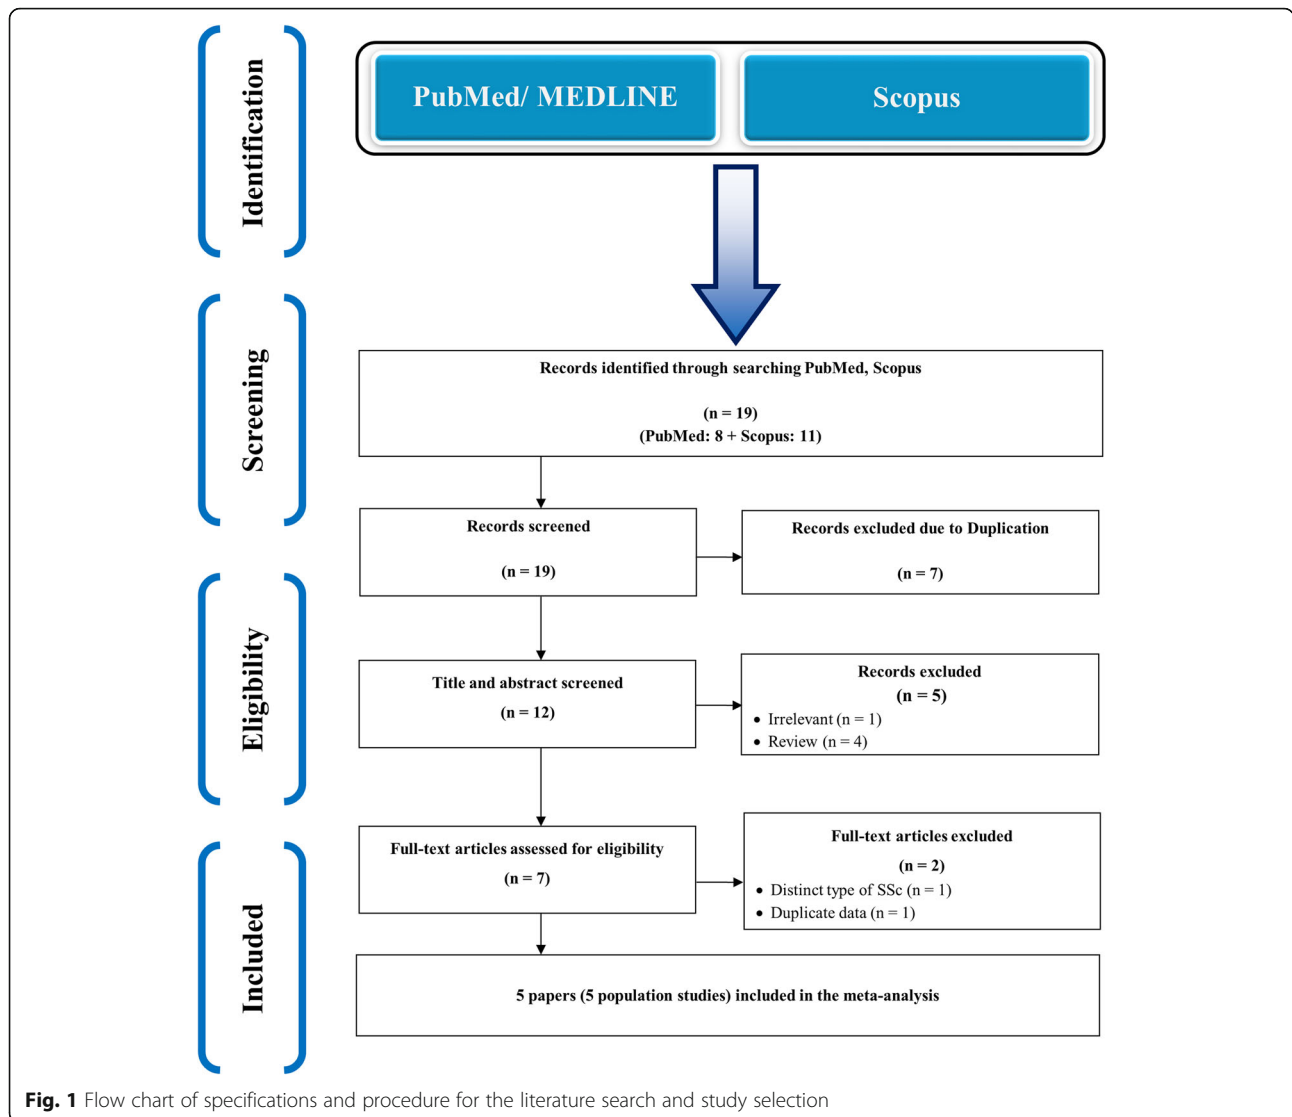 Identification
PubMed/ MEDLINE
Scopus
Screening
Records identified through searching PubMed, Scopus
(n = 19)
(PubMed: 8 + Scopus: 11)
Records screened
(n = 19)
Records excluded due to Duplication
(n = 7)
Eligibility
Title and abstract screened
(n = 12)
Records excluded
(n = 5)
• Irrelevant (n = 1)
• Review (n = 4)
Included
Full-text articles assessed for eligibility
(n = 7)
Full-text articles excluded
(n = 2)
• Distinct type of SSc (n = 1)
• Duplicate data (n = 1)
5 papers (5 population studies) included in the meta-analysis
Fig. 1 Flow chart of specifications and procedure for the literature search and study selection